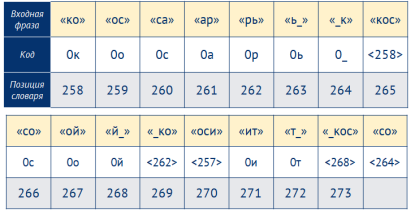 Входная фраза «ко» «ос» «са» «ар» «рь» «ь_» «_к» «кос»
Код 0к 0о 0с 0а 0р 0ь 0_ <258>
Позиция словаря 258 259 260 261 262 263 264 265
«со» «ой» «й_» «_ко» «оси» «ит» «т_» «_кос» «со»
0с 0о 0й <262> <257> 0и 0т <268> <264>
266 267 268 269 270 271 272 273